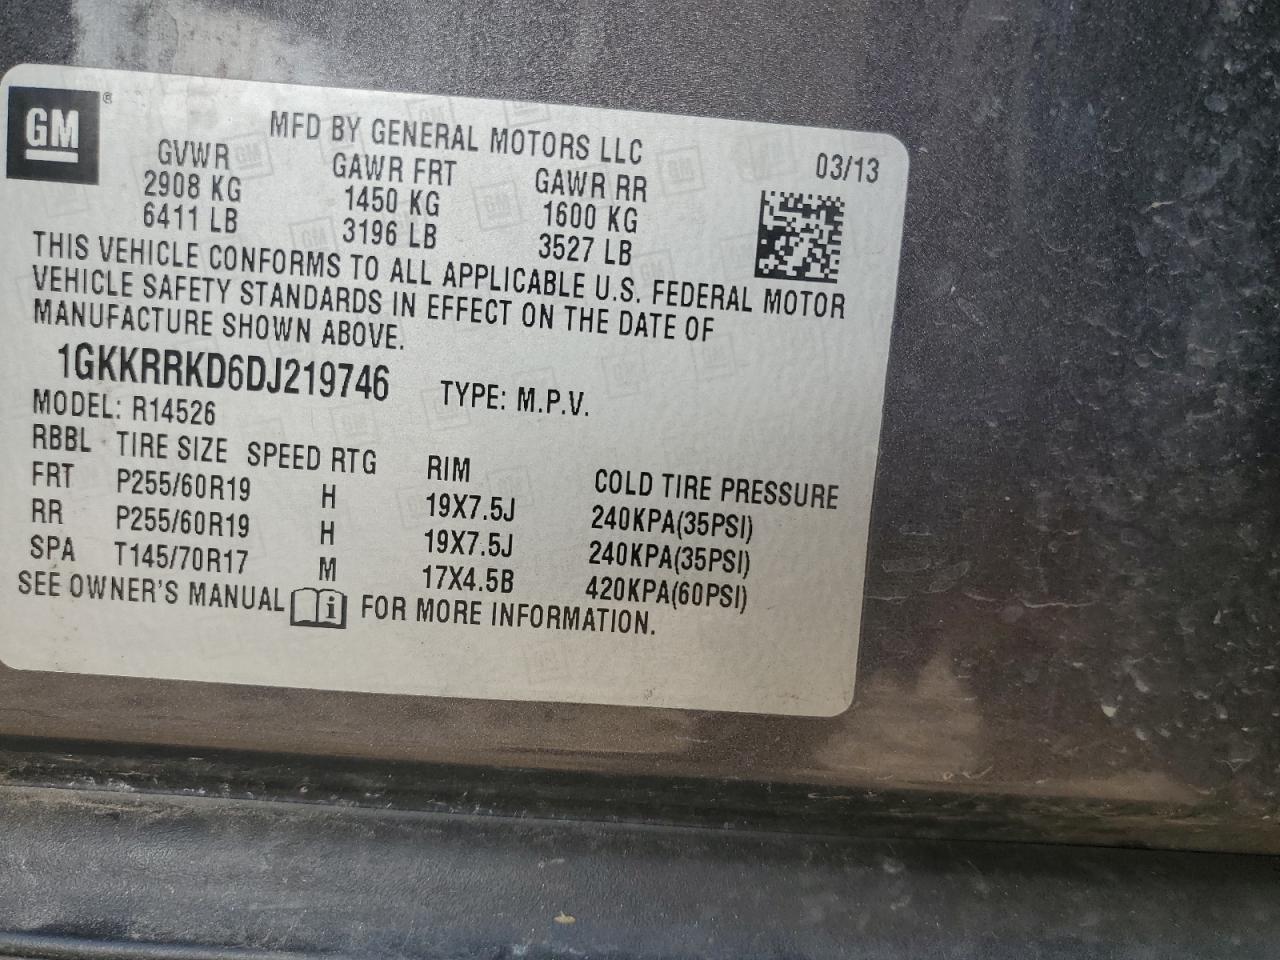 GM ®
MFD BY GENERAL MOTORS LLC 03/13
GVWR GAWR FRT GAWR RR
2908 KG 1450 KG 1600 KG
6411 LB 3196 LB 3527 LB
THIS VEHICLE CONFORMS TO ALL APPLICABLE U.S. FEDERAL MOTOR
VEHICLE SAFETY STANDARDS IN EFFECT ON THE DATE OF
MANUFACTURE SHOWN ABOVE.
1GKKRRKD6DJ219746 TYPE: M.P.V.
MODEL: R14526
RBBL TIRE SIZE SPEED RTG RIM COLD TIRE PRESSURE
FRT P255/60R19 H 19X7.5J 240KPA(35PSI)
RR P255/60R19 H 19X7.5J 240KPA(35PSI)
SPA T145/70R17 M 17X4.5B 420KPA(60PSI)
SEE OWNER'S MANUAL i FOR MORE INFORMATION.